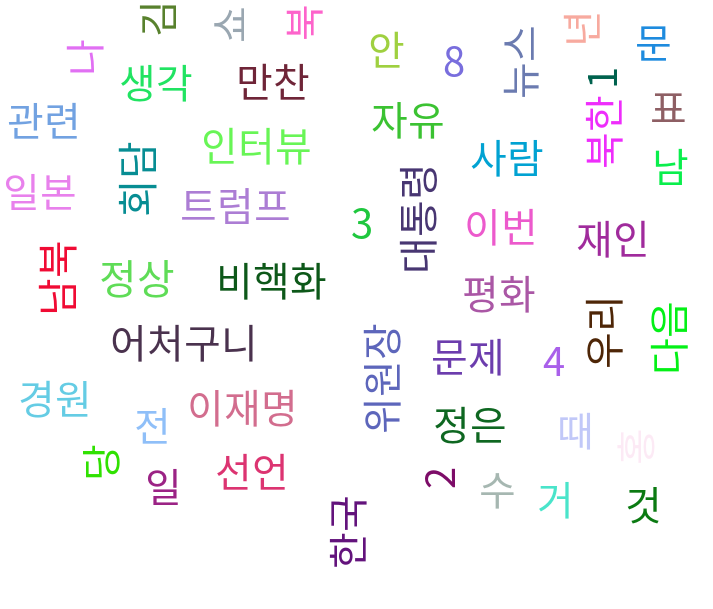 김
쇼
북
년
나
안
8
뉴스
문
생각
만찬
1
표
관련
자유
북한
인터뷰
회담
사람
남
일본
트럼프
대통령
3
이번
재인
남북
정상
비핵화
평화
우리
다음
어처구니
위원장
문제
4
경원
전
이재명
정은
때
홍
당
일
선언
2
수
거
것
한국